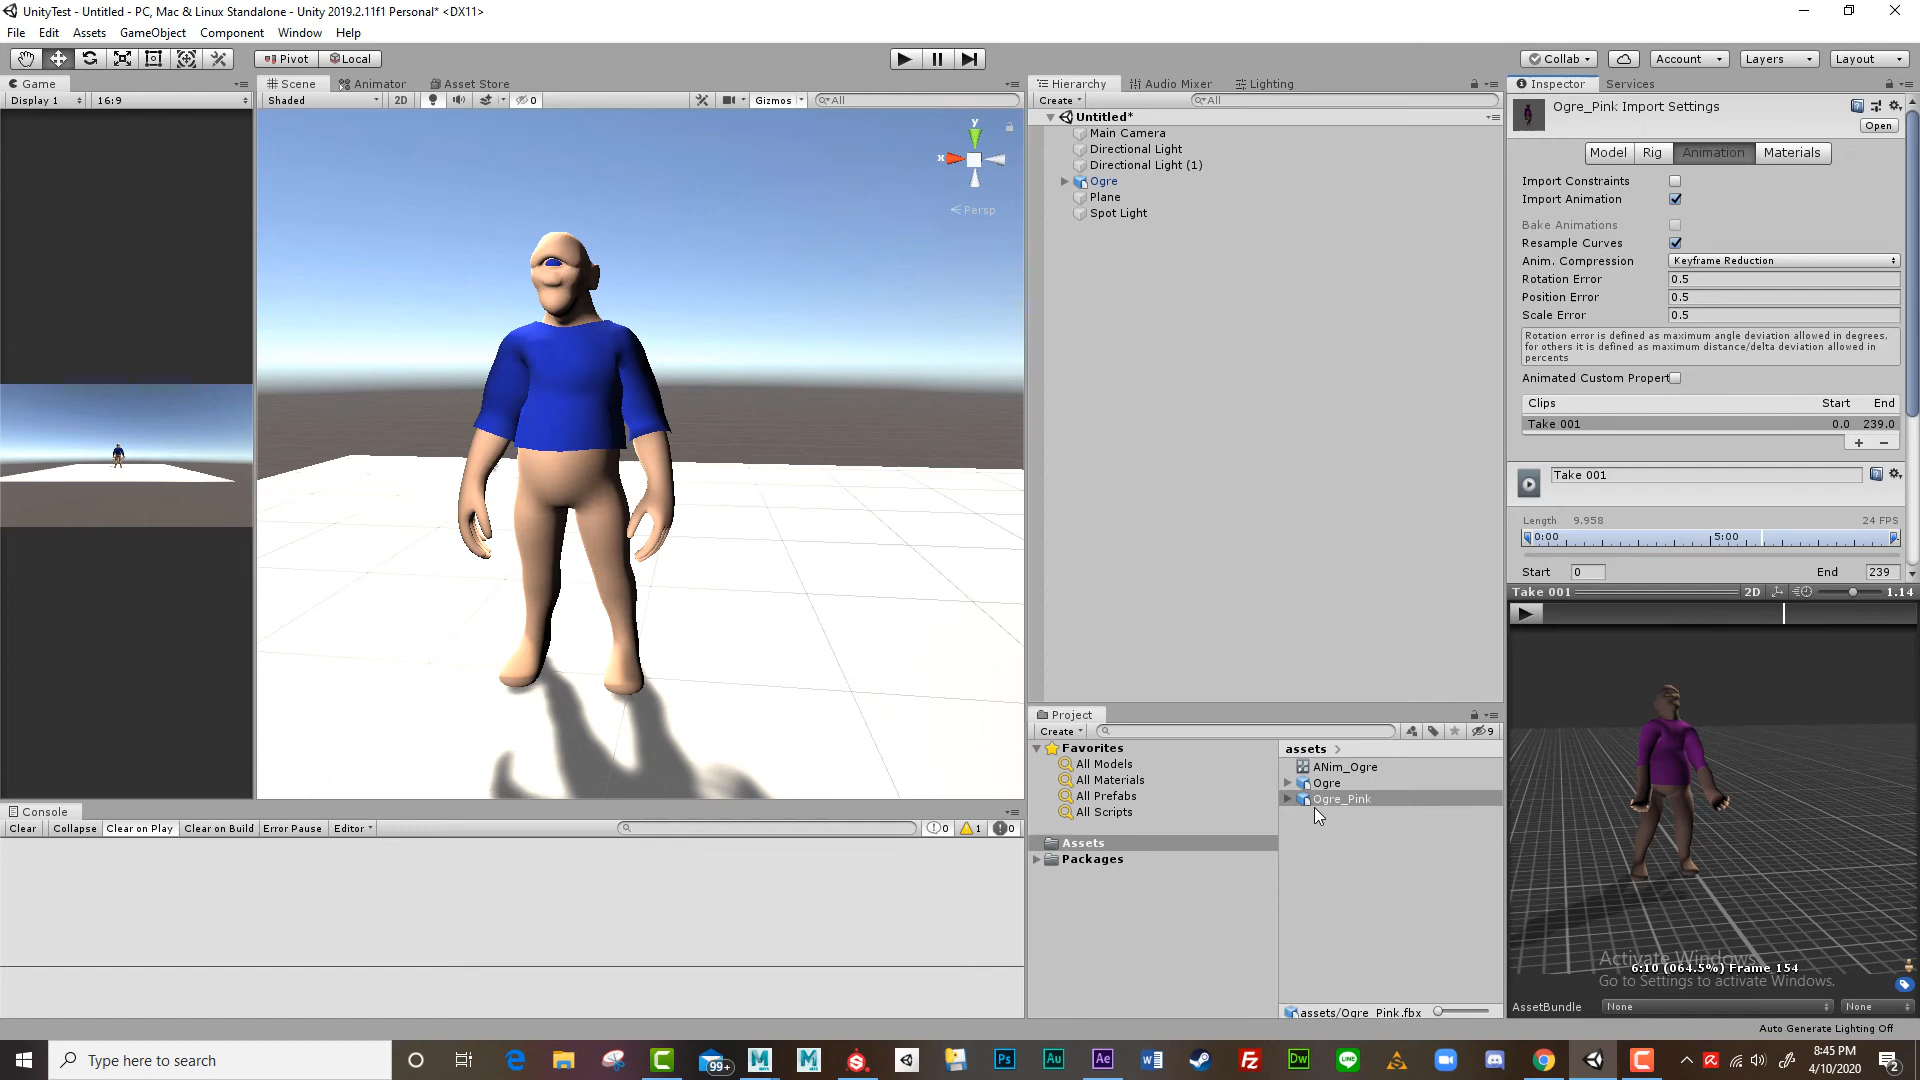 UnityTest - Untitled - PC, Mac & Linux Standalone - Unity 2019.2.11f1 Personal* <DX11>
File Edit Assets GameObject Component Window Help
Pivot Local Collab Account Layers Layout
Game Scene Animator Asset Store Hierarchy Audio Mixer Lighting Inspector Services
Display 1 16:9 Shaded 2D 0 Gizmos All Create All
Untitled*
Main Camera
Directional Light
Directional Light (1)
Ogre
Plane
Spot Light
y
x
Persp
Ogre_Pink Import Settings
Open
Model Rig Animation Materials
Import Constraints
Import Animation
Bake Animations
Resample Curves
Anim. Compression Keyframe Reduction
Rotation Error 0.5
Position Error 0.5
Scale Error 0.5
Rotation error is defined as maximum angle deviation allowed in degrees, for others it is defined as maximum distance/delta deviation allowed in percents
Animated Custom Propert
Clips Start End
Take 001 0.0 239.0
Take 001
Length 9.958 24 FPS
0:00 5:00
Start 0 End 239
Take 001 2D 1.14
6:10 (064.5%) Frame 154
Activate Windows
Go to Settings to activate Windows.
AssetBundle None None
Project
Create 9
Favorites
All Models
All Materials
All Prefabs
All Scripts
Assets
Packages
assets
ANim_Ogre
Ogre
Ogre_Pink
assets/Ogre_Pink.fbx
Console
Clear Collapse Clear on Play Clear on Build Error Pause Editor 0 1 0
Auto Generate Lighting Off
Type here to search
99+
Ps Au Ae Dw
8:45 PM
4/10/2020
2